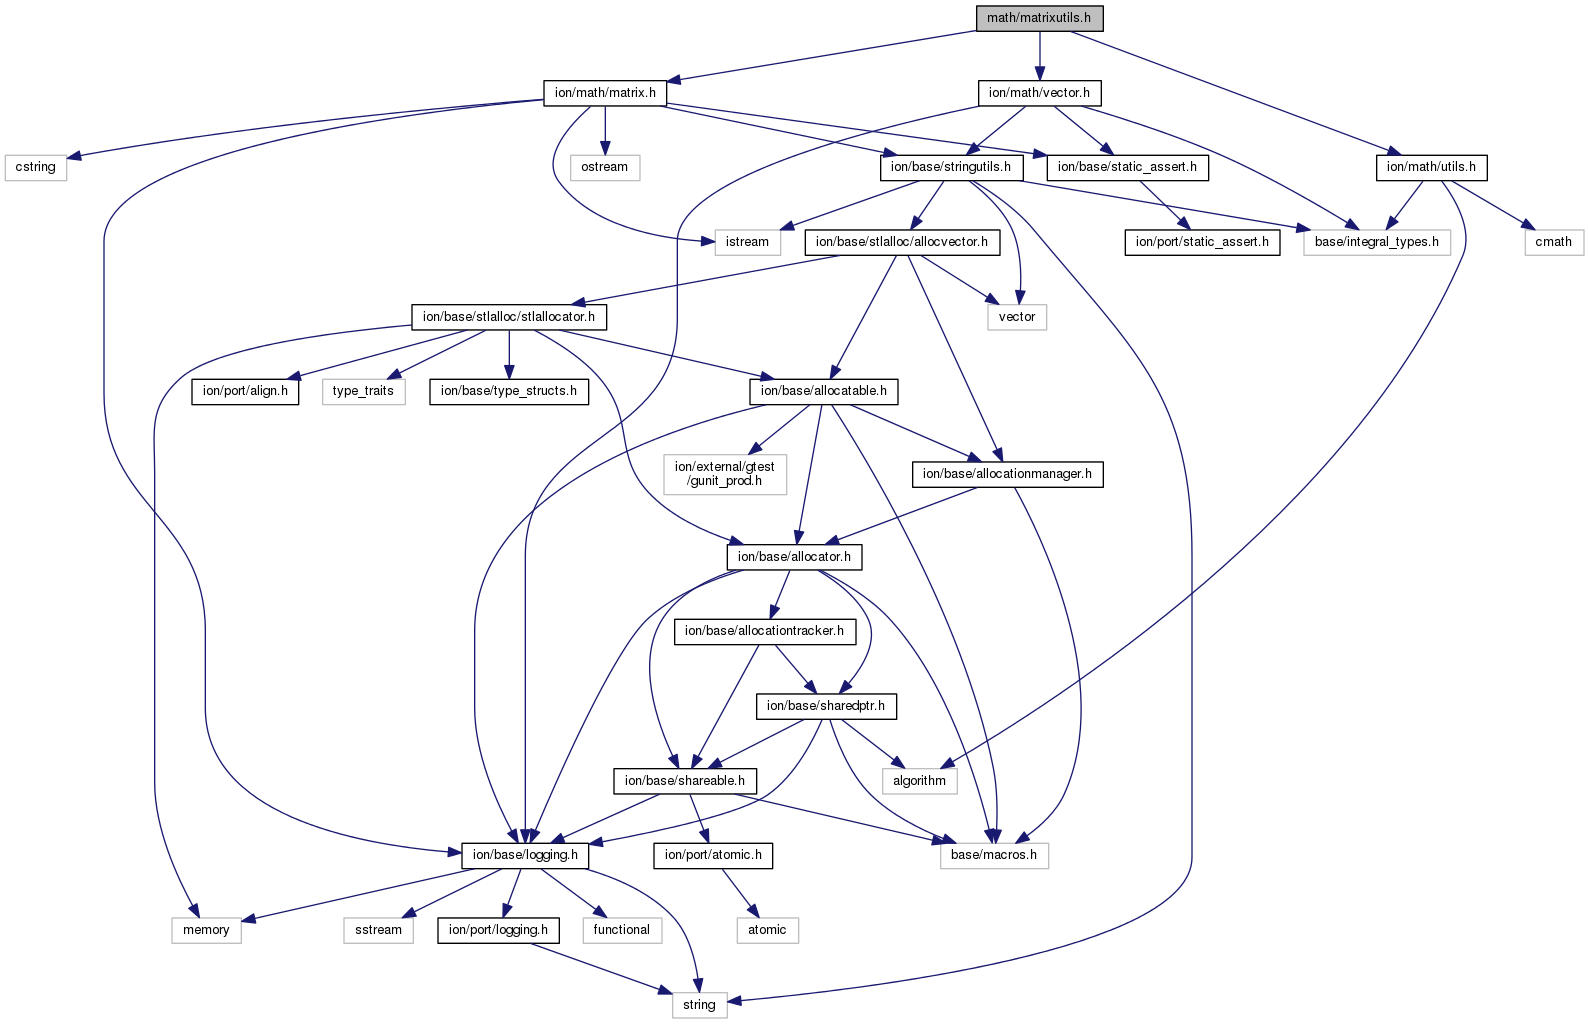 math/matrixutils.h
ion/math/matrix.h
ion/math/vector.h
cstring
ostream
ion/base/stringutils.h
ion/base/static_assert.h
ion/math/utils.h
istream
ion/base/stlalloc/allocvector.h
ion/port/static_assert.h
base/integral_types.h
cmath
ion/base/stlalloc/stlallocator.h
vector
ion/port/align.h
type_traits
ion/base/type_structs.h
ion/base/allocatable.h
ion/external/gtest
/gunit_prod.h
ion/base/allocationmanager.h
ion/base/allocator.h
ion/base/allocationtracker.h
ion/base/sharedptr.h
ion/base/shareable.h
algorithm
ion/base/logging.h
ion/port/atomic.h
base/macros.h
memory
sstream
ion/port/logging.h
functional
atomic
string